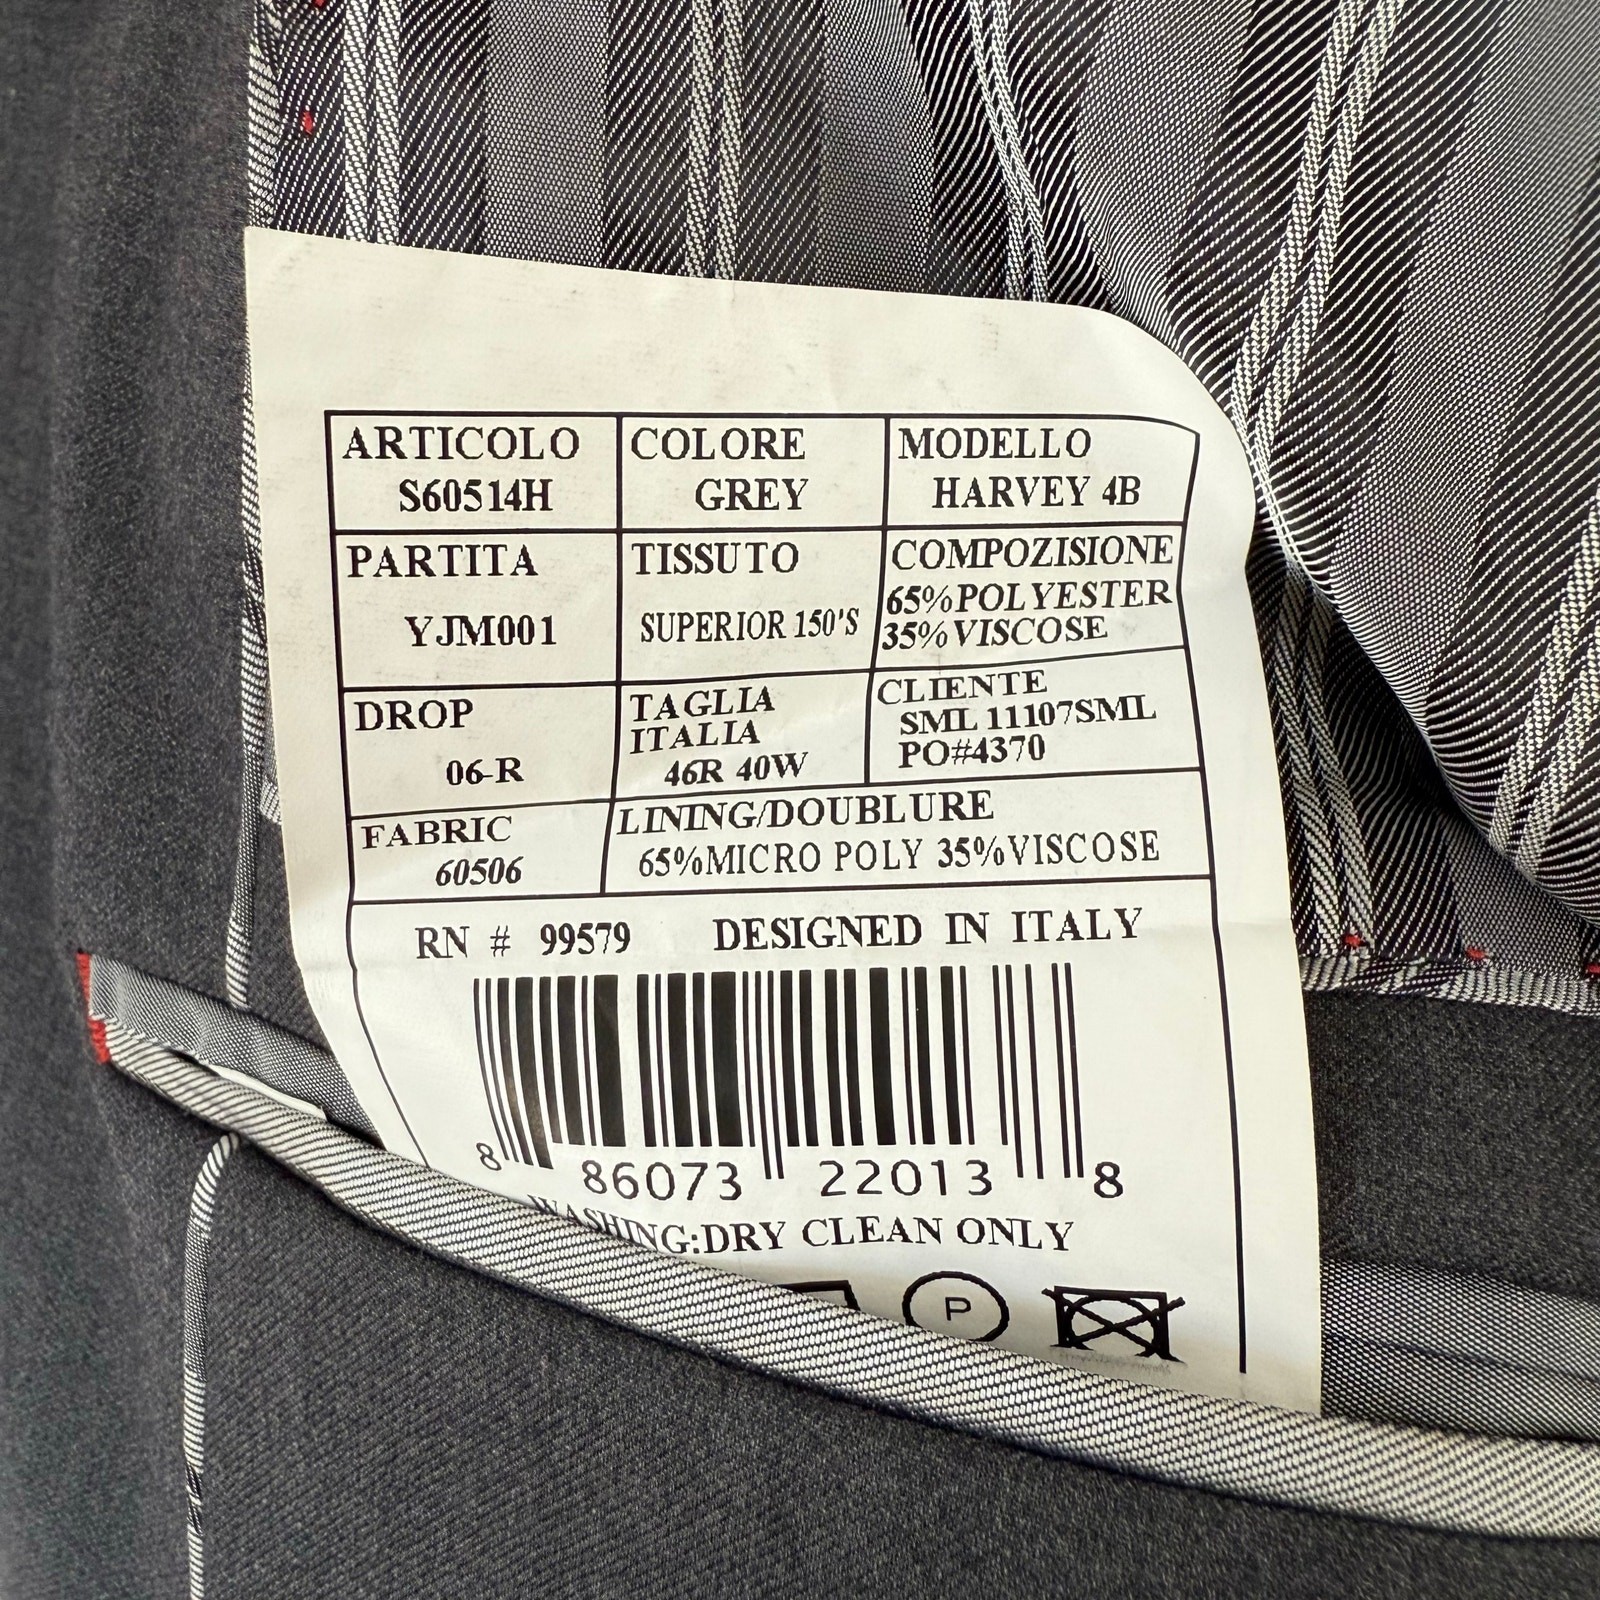 ARTICOLO COLORE MODELLO
S60514H GREY HARVEY 4B
PARTITA TISSUTO COMPOZISIONE
YJM001 SUPERIOR 150'S 65%POLYESTER
35%VISCOSE
DROP TAGLIA ITALIA CLIENTE
06-R 46R 40W SML 11107SML
PO#4370
FABRIC LINING/DOUBLURE
60506 65%MICRO POLY 35%VISCOSE
RN # 99579 DESIGNED IN ITALY
8 86073 22013 8
WASHING:DRY CLEAN ONLY
P